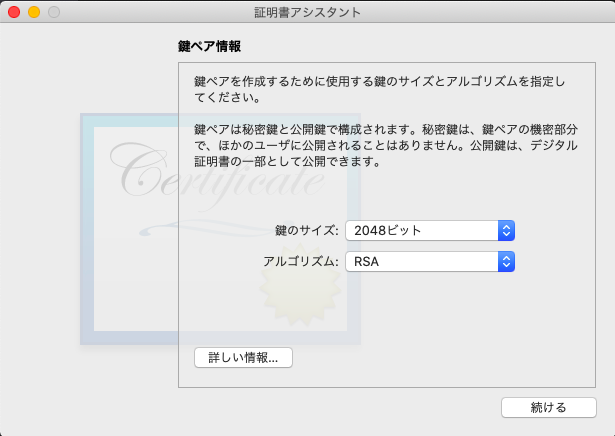 証明書アシスタント
鍵ペア情報
鍵ペアを作成するために使用する鍵のサイズとアルゴリズムを指定し
てください。
鍵ペアは秘密鍵と公開鍵で構成されます。秘密鍵は、鍵ペアの機密部分
で、ほかのユーザに公開されることはありません。公開鍵は、デジタル
証明書の一部として公開できます。
Certificate
鍵のサイズ: 2048ビット
アルゴリズム: RSA
詳しい情報...
続ける